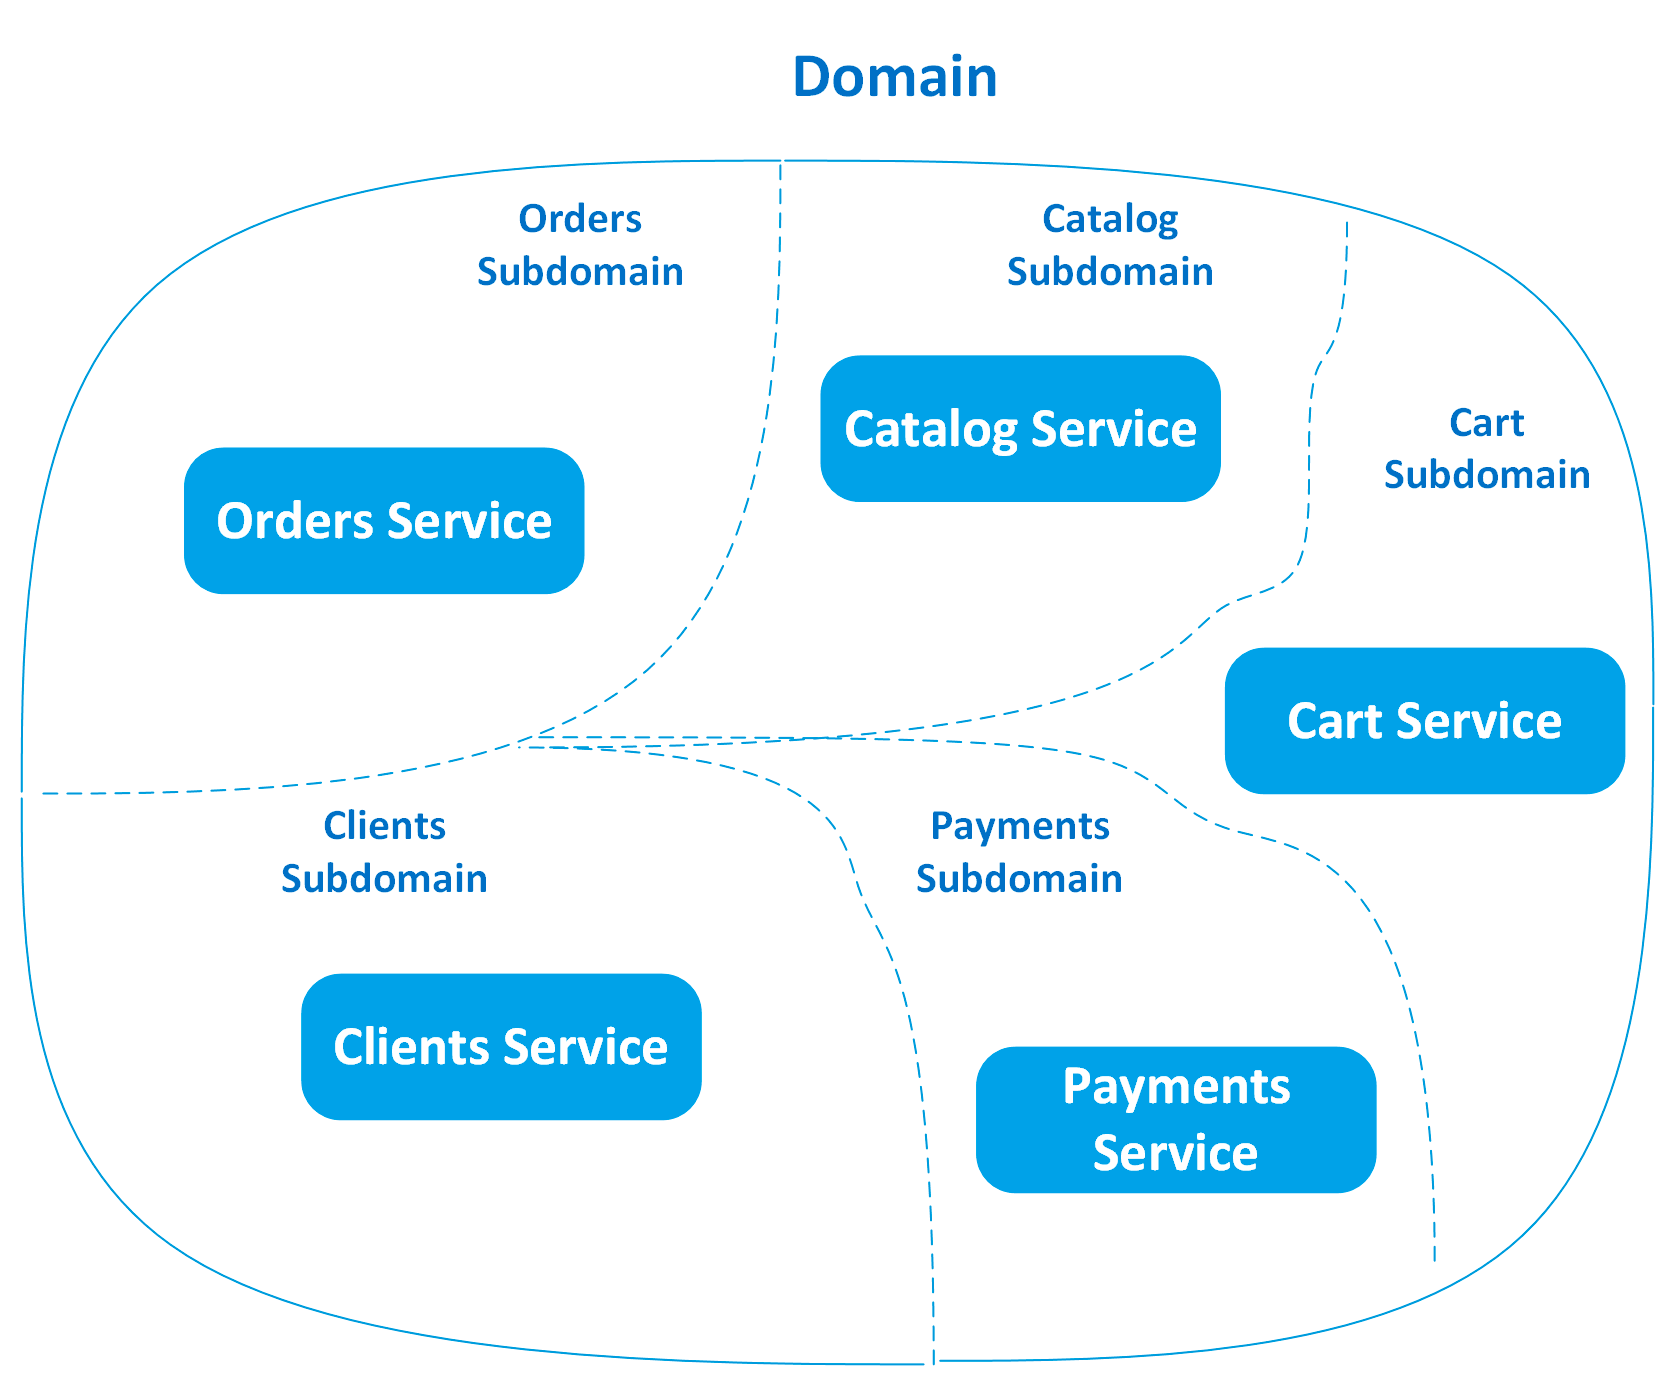 Domain
Orders
Subdomain
Catalog
Subdomain
Catalog Service
Cart
Subdomain
Orders Service
Cart Service
Clients
Subdomain
Payments
Subdomain
Clients Service
Payments
Service